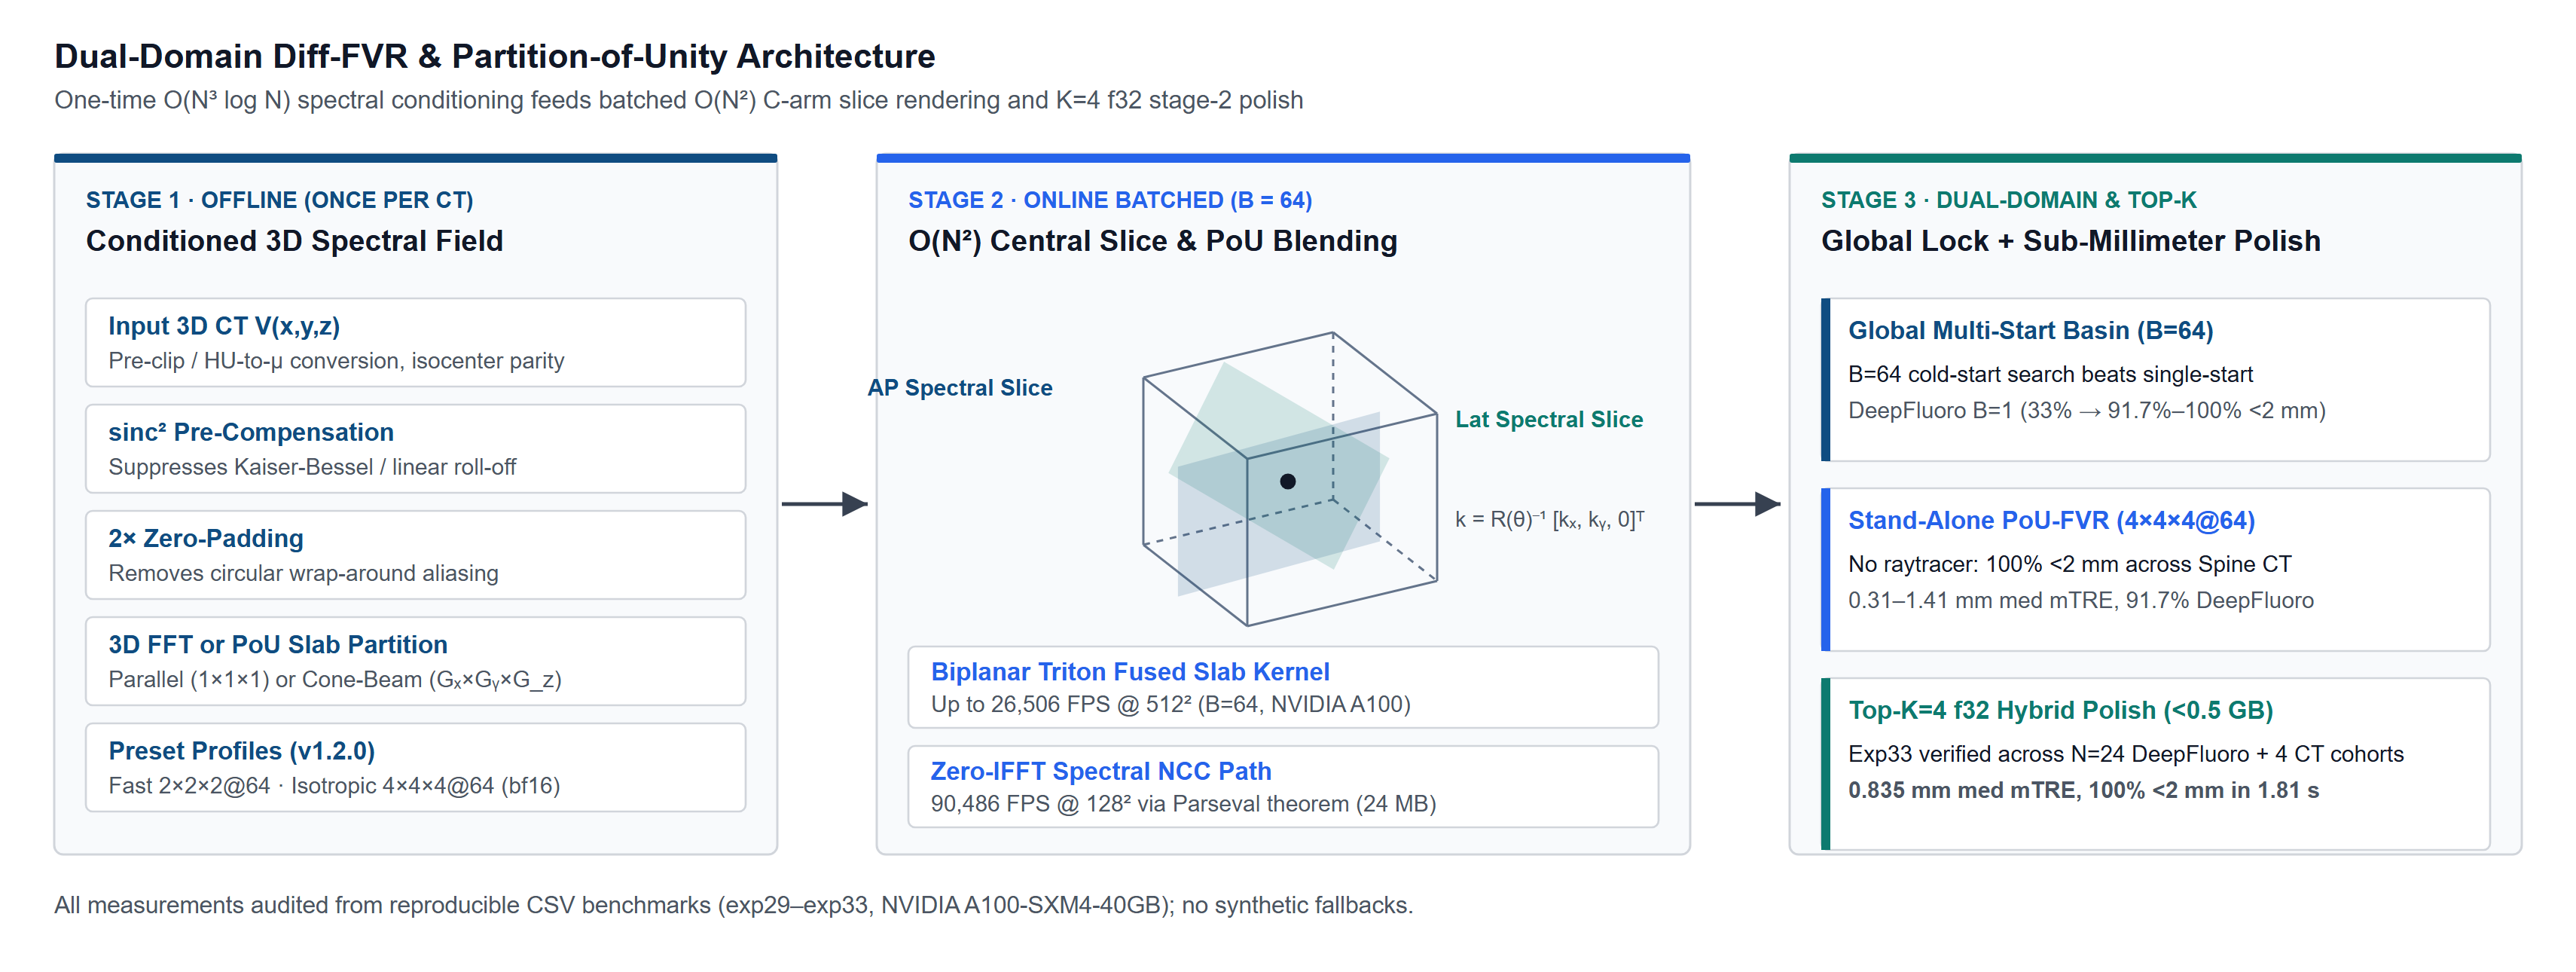 Dual-Domain Diff-FVR & Partition-of-Unity Architecture
One-time O(N³ log N) spectral conditioning feeds batched O(N²) C-arm slice rendering and K=4 f32 stage-2 polish
STAGE 1 · OFFLINE (ONCE PER CT)
Conditioned 3D Spectral Field
Input 3D CT V(x,y,z)
Pre-clip / HU-to-μ conversion, isocenter parity
sinc² Pre-Compensation
Suppresses Kaiser-Bessel / linear roll-off
2× Zero-Padding
Removes circular wrap-around aliasing
3D FFT or PoU Slab Partition
Parallel (1×1×1) or Cone-Beam (Gₓ×Gᵧ×G_z)
Preset Profiles (v1.2.0)
Fast 2×2×2@64 · Isotropic 4×4×4@64 (bf16)
STAGE 2 · ONLINE BATCHED (B = 64)
O(N²) Central Slice & PoU Blending
AP Spectral Slice
Lat Spectral Slice
k = R(θ)⁻¹ [kₓ, kᵧ, 0]ᵀ
Biplanar Triton Fused Slab Kernel
Up to 26,506 FPS @ 512² (B=64, NVIDIA A100)
Zero-IFFT Spectral NCC Path
90,486 FPS @ 128² via Parseval theorem (24 MB)
STAGE 3 · DUAL-DOMAIN & TOP-K
Global Lock + Sub-Millimeter Polish
Global Multi-Start Basin (B=64)
B=64 cold-start search beats single-start
DeepFluoro B=1 (33% → 91.7%–100% <2 mm)
Stand-Alone PoU-FVR (4×4×4@64)
No raytracer: 100% <2 mm across Spine CT
0.31–1.41 mm med mTRE, 91.7% DeepFluoro
Top-K=4 f32 Hybrid Polish (<0.5 GB)
Exp33 verified across N=24 DeepFluoro + 4 CT cohorts
0.835 mm med mTRE, 100% <2 mm in 1.81 s
All measurements audited from reproducible CSV benchmarks (exp29–exp33, NVIDIA A100-SXM4-40GB); no synthetic fallbacks.